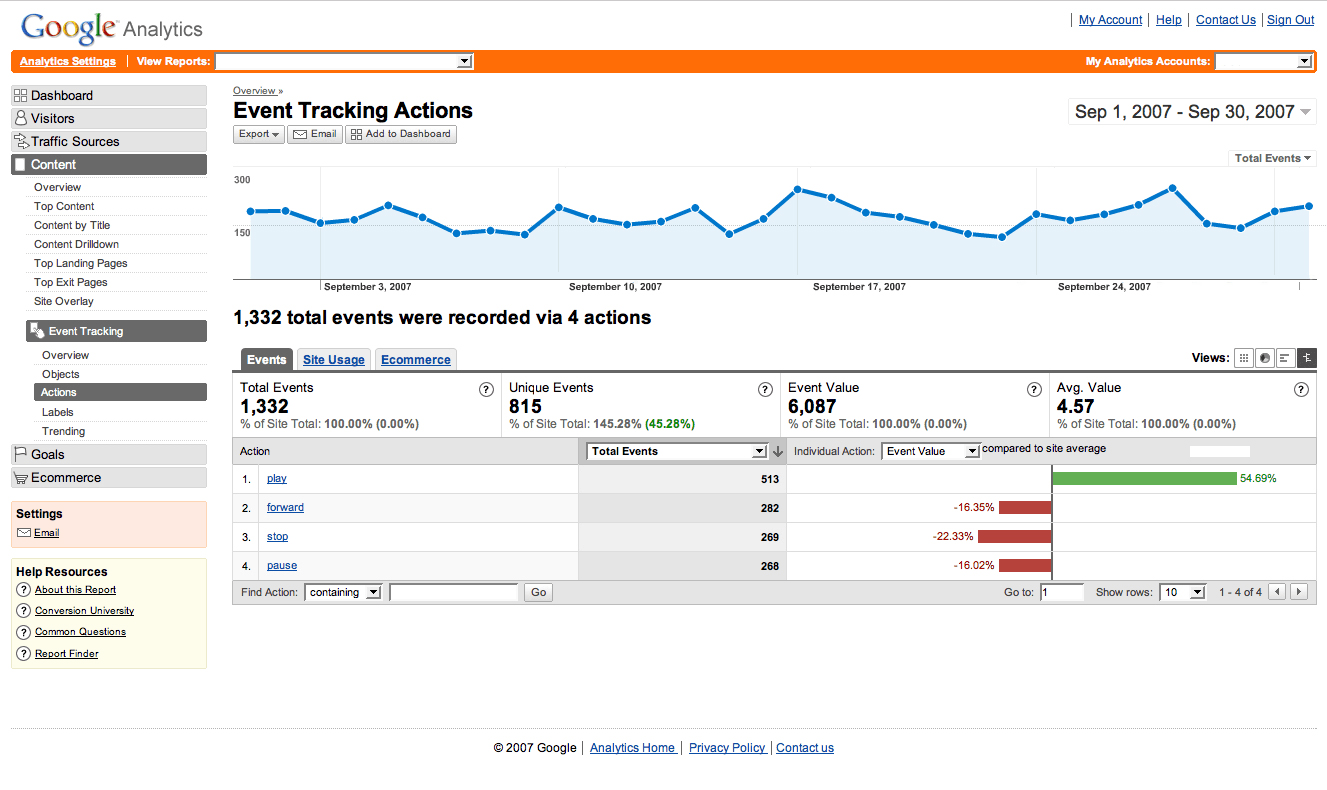 Google Analytics
My Account | Help | Contact Us | Sign Out
Analytics Settings | View Reports:
My Analytics Accounts:
Dashboard
Visitors
Traffic Sources
Content
Overview
Top Content
Content by Title
Content Drilldown
Top Landing Pages
Top Exit Pages
Site Overlay
Event Tracking
Overview
Objects
Actions
Labels
Trending
Goals
Ecommerce
Settings
Email
Help Resources
? About this Report
? Conversion University
? Common Questions
? Report Finder
Overview »
Event Tracking Actions
Sep 1, 2007 - Sep 30, 2007
Export Email Add to Dashboard
Total Events
300
150
September 3, 2007 September 10, 2007 September 17, 2007 September 24, 2007
1,332 total events were recorded via 4 actions
Events Site Usage Ecommerce Views:
Total Events ? Unique Events ? Event Value ? Avg. Value ?
1,332 815 6,087 4.57
% of Site Total: 100.00% (0.00%) % of Site Total: 145.28% (45.28%) % of Site Total: 100.00% (0.00%) % of Site Total: 100.00% (0.00%)
Action Total Events Individual Action: Event Value compared to site average
1. play 513 54.69%
2. forward 282 -16.35%
3. stop 269 -22.33%
4. pause 268 -16.02%
Find Action: containing Go Go to: 1 Show rows: 10 1 - 4 of 4
© 2007 Google | Analytics Home | Privacy Policy | Contact us